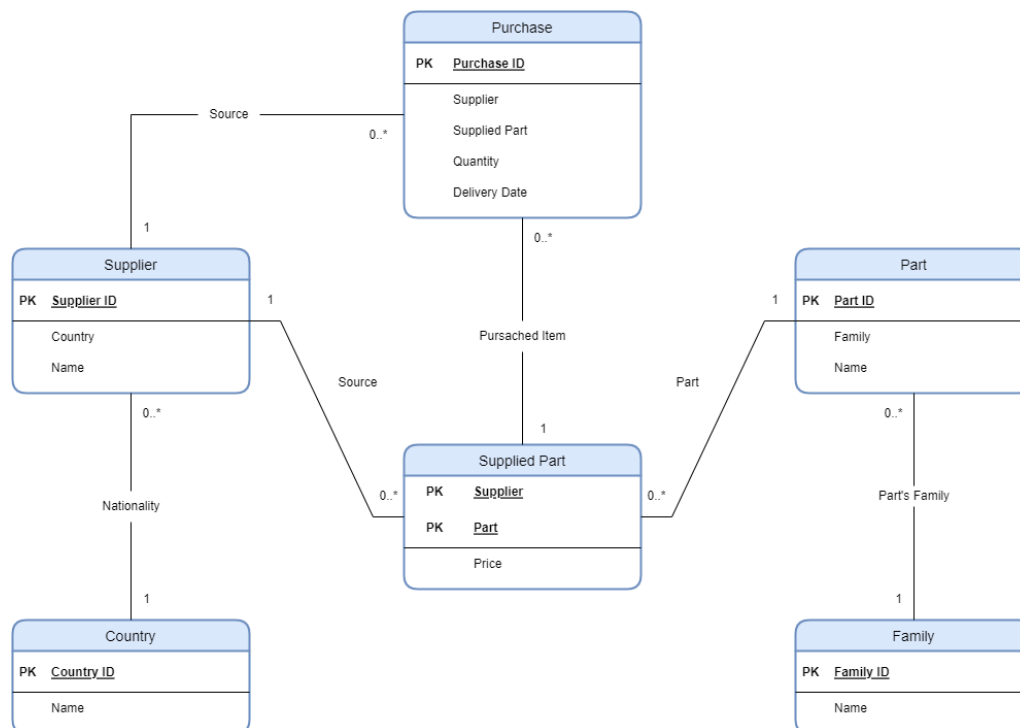 Purchase
PK Purchase ID
Supplier
Supplied Part
Quantity
Delivery Date
Source
0..*
1
0..*
Supplier
PK Supplier ID
Country
Name
1
Part
PK Part ID
Family
Name
1
Pursached Item
Source
Part
0..*
0..*
1
Supplied Part
PK Supplier
PK Part
Price
0..*
0..*
Nationality
Part's Family
1
1
Country
PK Country ID
Name
Family
PK Family ID
Name